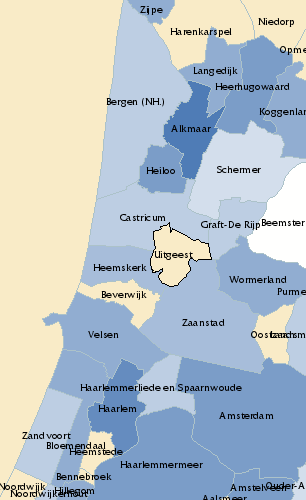 Zijpe
Niedorp
Harenkarspel
Opme
Langedijk
Heerhugowaard
Bergen (NH.)
Koggenlan
Alkmaar
Heiloo
Schermer
Castricum
Graft-De Rijp
Beemster
Uitgeest
Heemskerk
Wormerland
Beverwijk
Purme
Zaanstad
Velsen
Oostzaan
Haarlemmerliede en Spaarnwoude
Haarlem
Amsterdam
Zandvoort
Bloemendaal
Heemstede
Haarlemmermeer
Bennebroek
Noordwijk
Hillegom
Noordwijkerhout
Amstelveen
Ouder-A
Aalsmeer